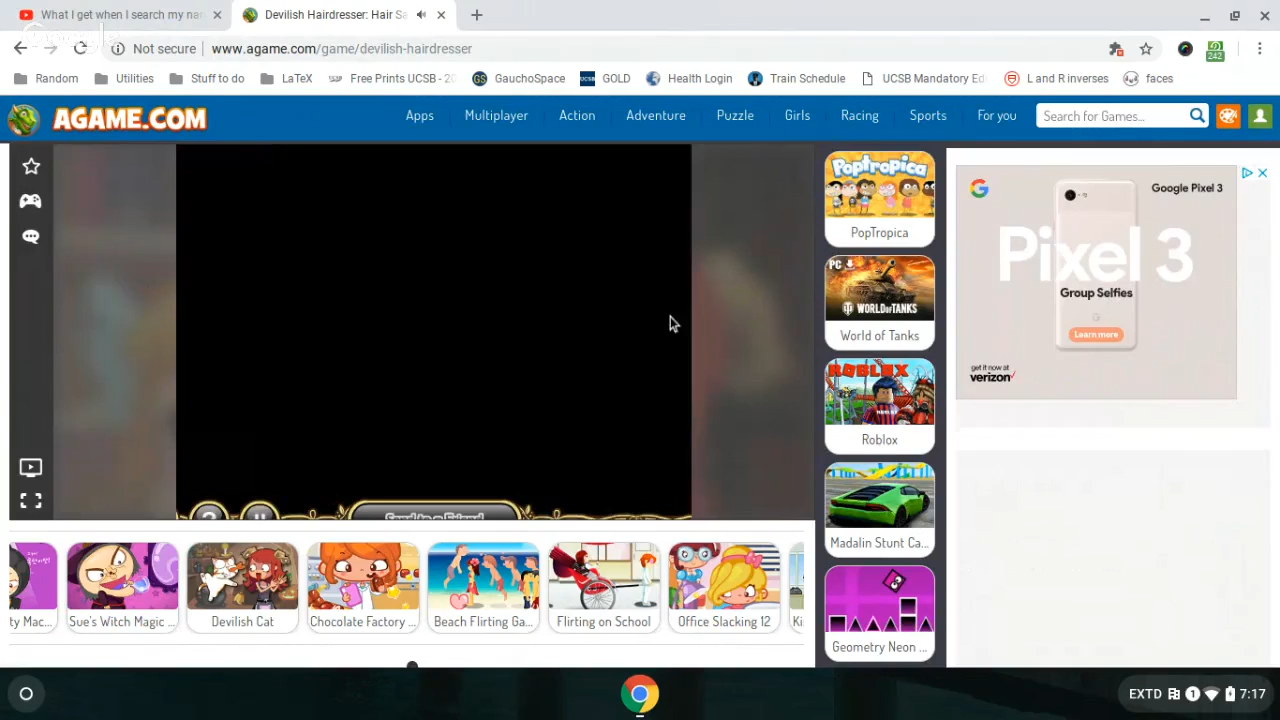 What I get when I search my na
Devilish Hairdresser: Hair Sa
Not secure | www.agame.com/game/devilish-hairdresser
242
Random Utilities Stuff to do LaTeX Free Prints UCSB - 20 GauchoSpace GOLD Health Login Train Schedule UCSB Mandatory Ed L and R inverses faces
AGAME.COM
Apps Multiplayer Action Adventure Puzzle Girls Racing Sports For you
Search for Games...
PopTropica
PopTropica
PC
WORLD OF TANKS
World of Tanks
ROBLOX
Roblox
Madalin Stunt Ca...
Geometry Neon ...
Google Pixel 3
Pixel 3
Group Selfies
Learn more
get it now at
verizon
Send to a Friend
ty Mac...
Sue's Witch Magic ...
Devilish Cat
Chocolate Factory ...
Beach Flirting Ga...
Flirting on School
Office Slacking 12
Ki
EXTD 1 7:17